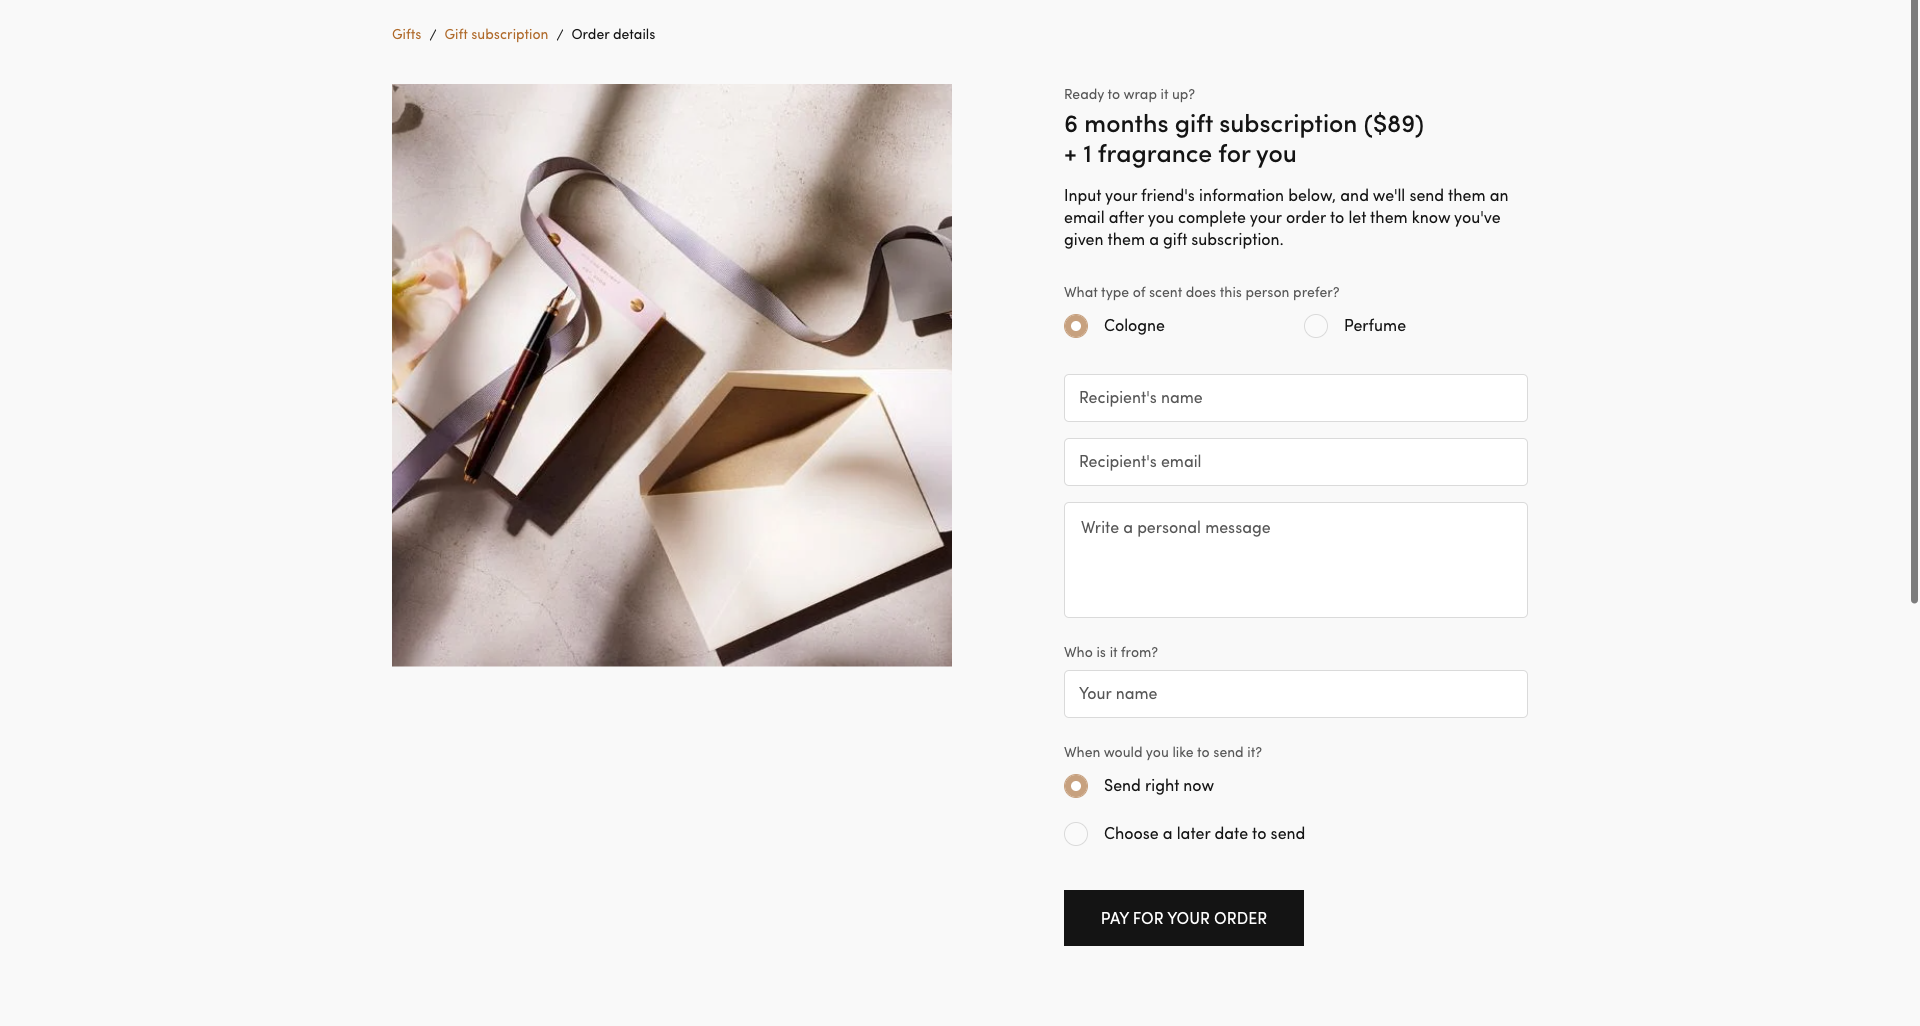 Gifts / Gift subscription / Order details
Ready to wrap it up?
6 months gift subscription ($89)
+ 1 fragrance for you
Input your friend's information below, and we'll send them an
email after you complete your order to let them know you've
given them a gift subscription.
What type of scent does this person prefer?
Cologne
Perfume
Recipient's name
Recipient's email
Write a personal message
Who is it from?
Your name
When would you like to send it?
Send right now
Choose a later date to send
PAY FOR YOUR ORDER